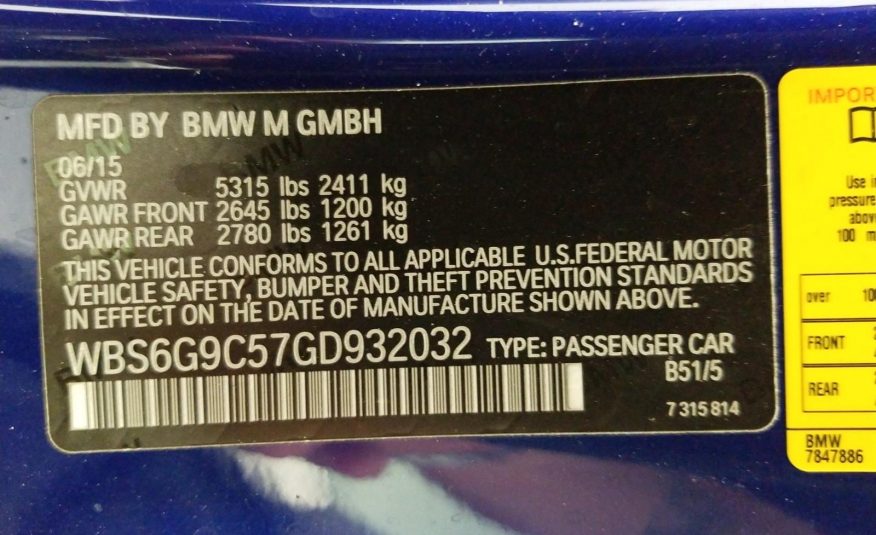 MFD BY BMW M GMBH
06/15
GVWR 5315 lbs 2411 kg
GAWR FRONT 2645 lbs 1200 kg
GAWR REAR 2780 lbs 1261 kg
THIS VEHICLE CONFORMS TO ALL APPLICABLE U.S.FEDERAL MOTOR
VEHICLE SAFETY, BUMPER AND THEFT PREVENTION STANDARDS
IN EFFECT ON THE DATE OF MANUFACTURE SHOWN ABOVE.
WBS6G9C57GD932032 TYPE: PASSENGER CAR
B51/5
7 315 814
IMPOR
Use
pressure
above
100
over 100
FRONT
REAR
BMW
7847886